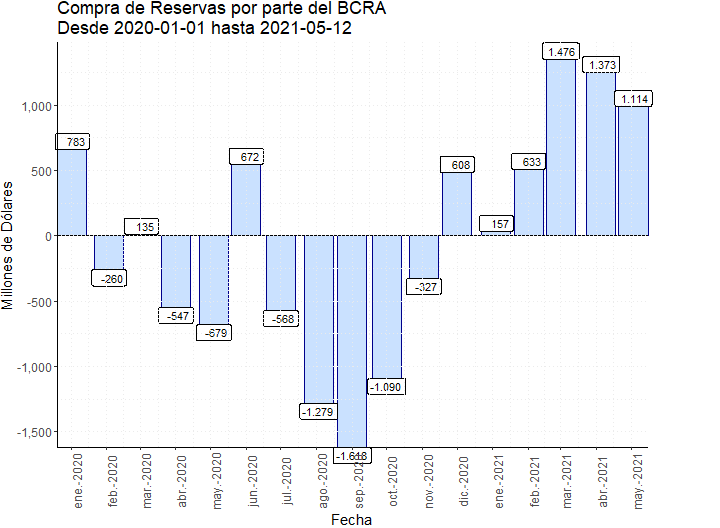 Compra de Reservas por parte del BCRA
Desde 2020-01-01 hasta 2021-05-12
Millones de Dólares
1,000
500
0
-500
-1,000
-1,500
783
-260
135
-547
-679
672
-568
-1.279
-1.618
-1.090
-327
608
157
633
1.476
1.373
1.114
ene.-2020
feb.-2020
mar.-2020
abr.-2020
may.-2020
jun.-2020
jul.-2020
ago.-2020
sep.-2020
oct.-2020
nov.-2020
dic.-2020
ene.-2021
feb.-2021
mar.-2021
abr.-2021
may.-2021
Fecha